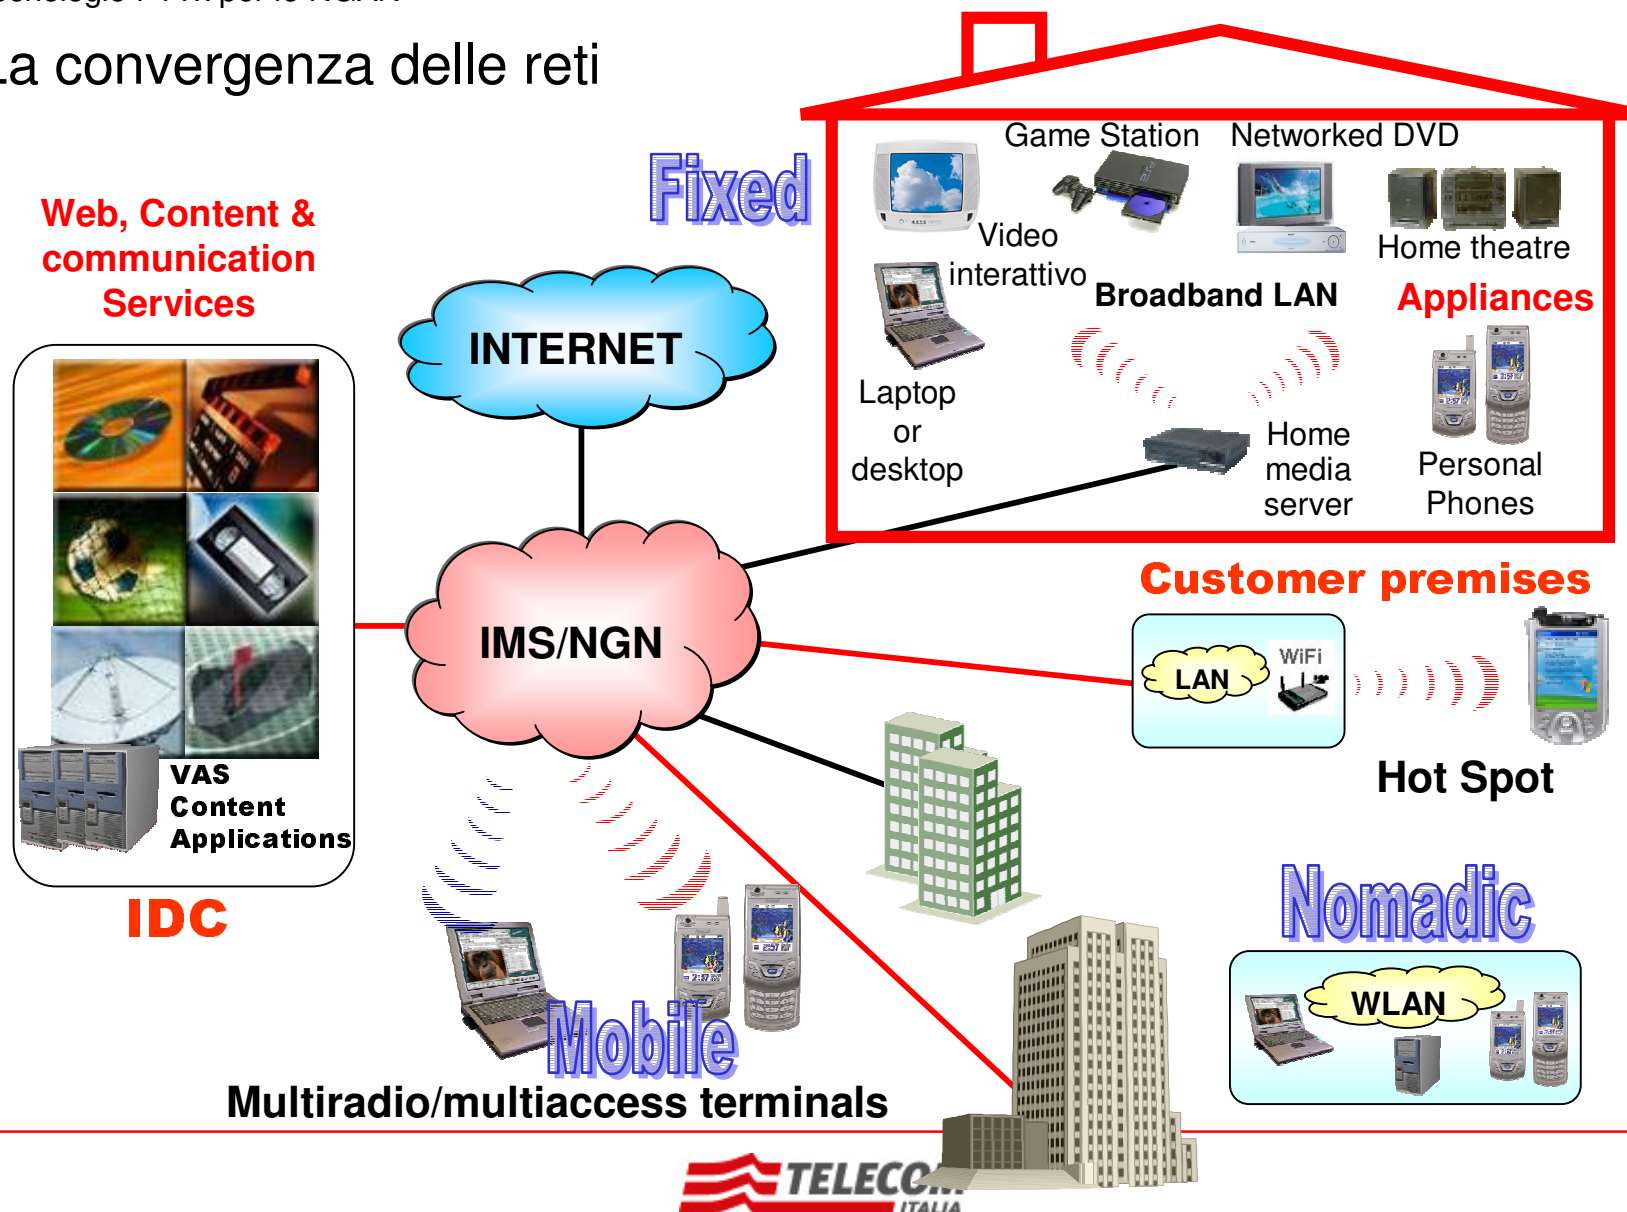 La convergenza delle reti
Fixed
Game Station
Networked DVD
Video
interattivo
Home theatre
Broadband LAN
Appliances
Laptop
or
desktop
Home
media
server
Personal
Phones
Web, Content &
communication
Services
INTERNET
IMS/NGN
VAS
Content
Applications
IDC
Customer premises
LAN
WiFi
Hot Spot
Nomadic
WLAN
Mobile
Multiradio/multiaccess terminals
TELECOM
ITALIA